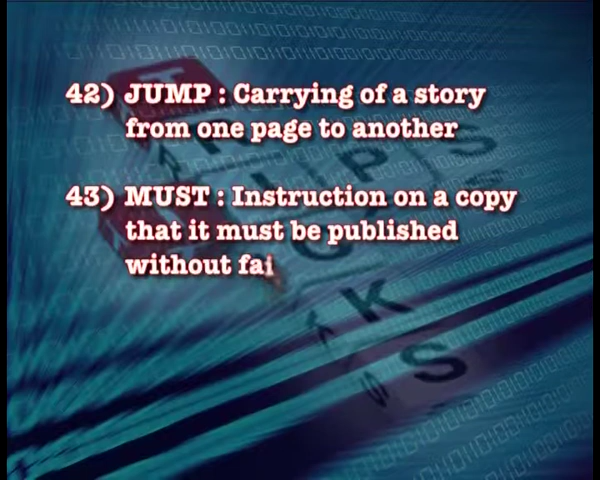 42) JUMP : Carrying of a story
from one page to another
43) MUST : Instruction on a copy
that it must be published
without fai